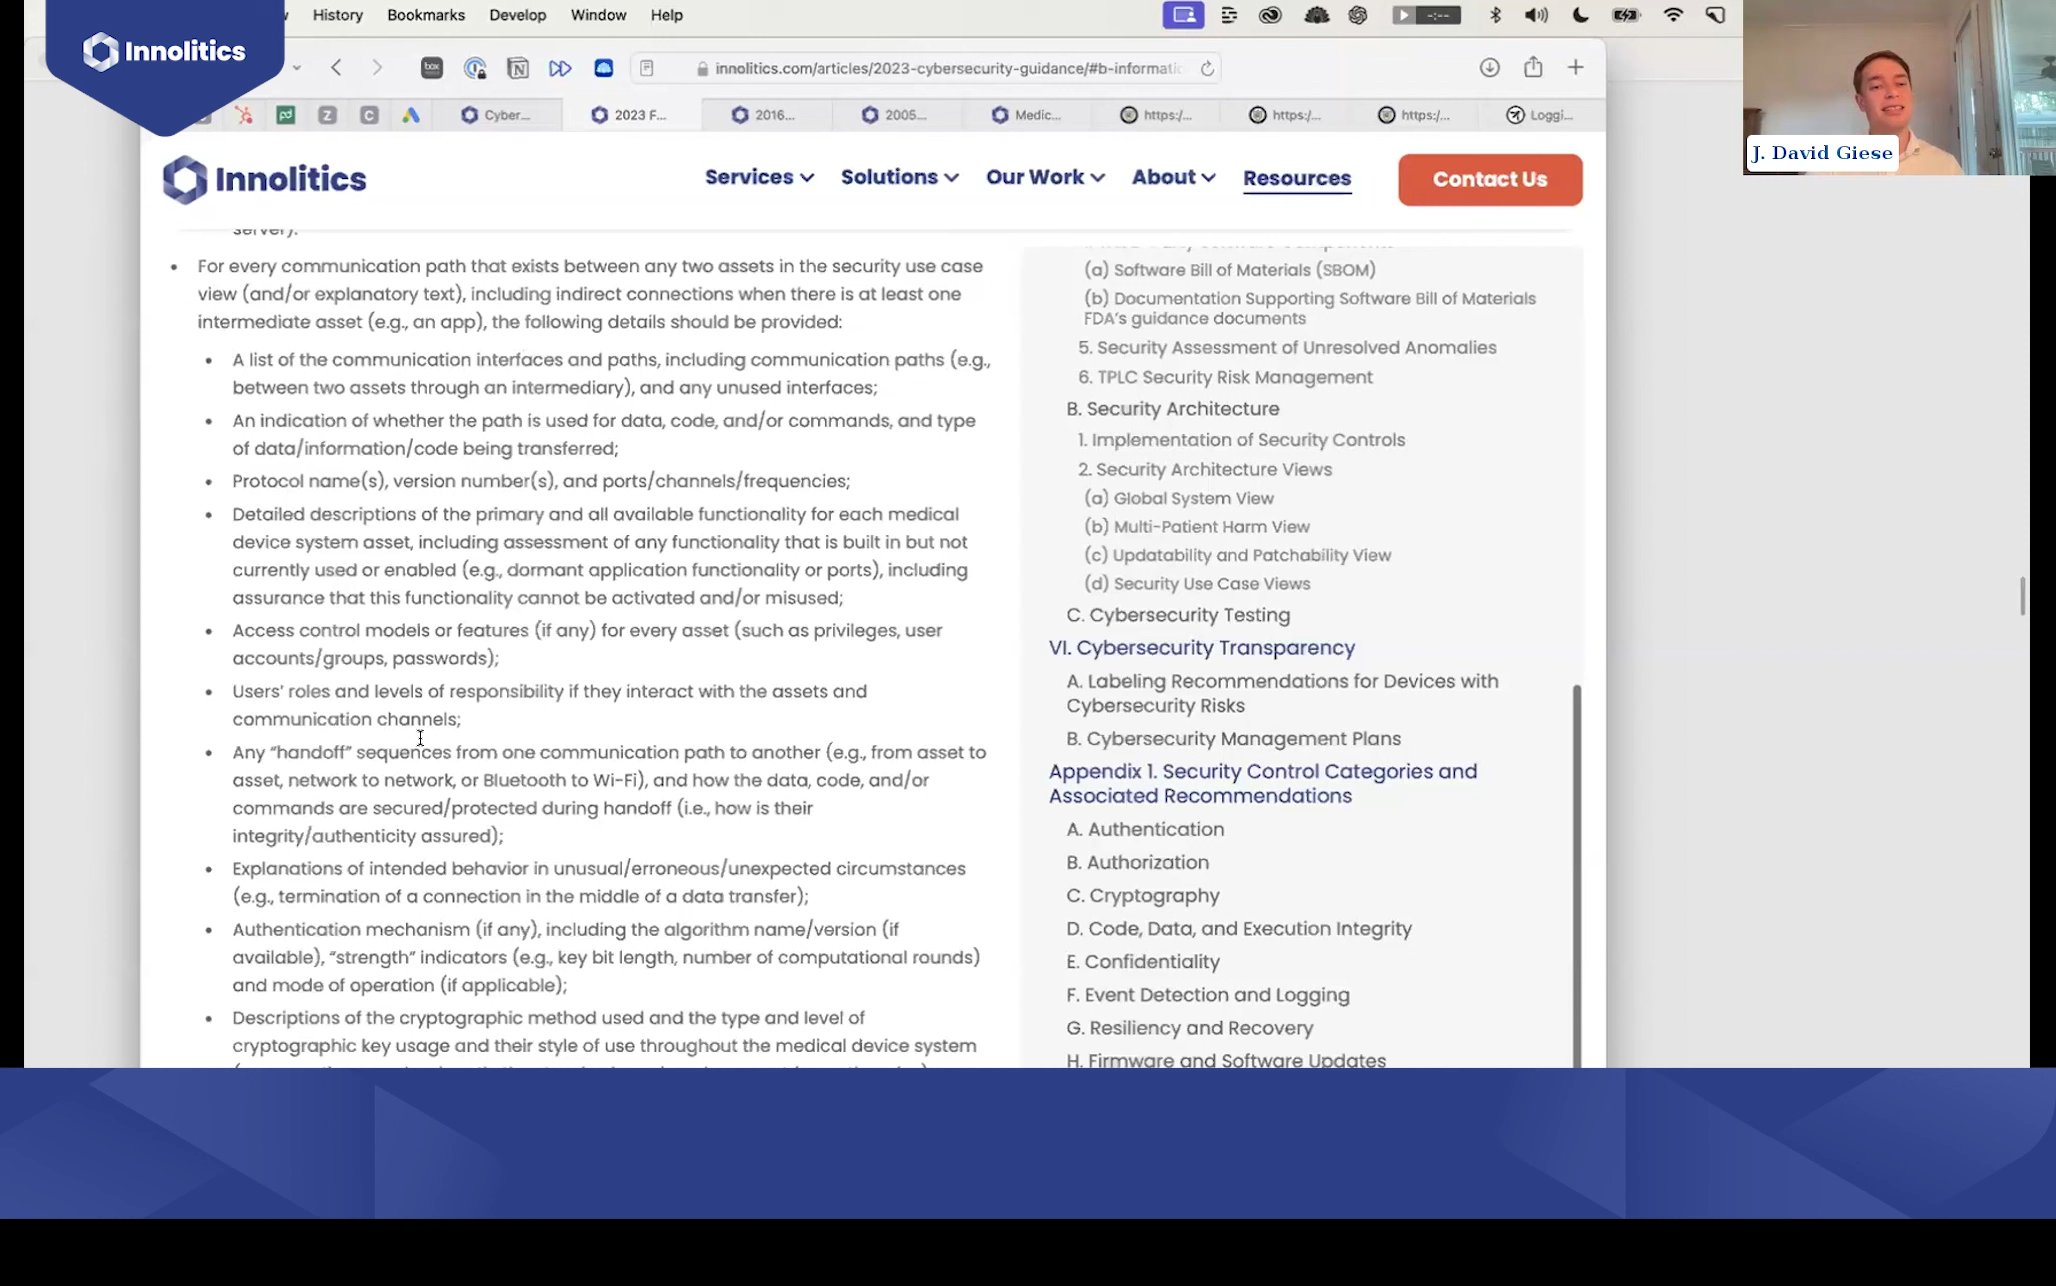 History Bookmarks Develop Window Help
Innolitics
innolitics.com/articles/2023-cybersecurity-guidance/#b-informati
box
Z
C
Cyber...
2023 F...
2016...
2005...
Medic...
https:/...
https:/...
https:/...
Loggi...
J. David Giese
Innolitics
Services
Solutions
Our Work
About
Resources
Contact Us
server).
• For every communication path that exists between any two assets in the security use case
view (and/or explanatory text), including indirect connections when there is at least one
intermediate asset (e.g., an app), the following details should be provided:
• A list of the communication interfaces and paths, including communication paths (e.g.,
between two assets through an intermediary), and any unused interfaces;
• An indication of whether the path is used for data, code, and/or commands, and type
of data/information/code being transferred;
• Protocol name(s), version number(s), and ports/channels/frequencies;
• Detailed descriptions of the primary and all available functionality for each medical
device system asset, including assessment of any functionality that is built in but not
currently used or enabled (e.g., dormant application functionality or ports), including
assurance that this functionality cannot be activated and/or misused;
• Access control models or features (if any) for every asset (such as privileges, user
accounts/groups, passwords);
• Users' roles and levels of responsibility if they interact with the assets and
communication channels;
• Any “handoff” sequences from one communication path to another (e.g., from asset to
asset, network to network, or Bluetooth to Wi-Fi), and how the data, code, and/or
commands are secured/protected during handoff (i.e., how is their
integrity/authenticity assured);
• Explanations of intended behavior in unusual/erroneous/unexpected circumstances
(e.g., termination of a connection in the middle of a data transfer);
• Authentication mechanism (if any), including the algorithm name/version (if
available), “strength” indicators (e.g., key bit length, number of computational rounds)
and mode of operation (if applicable);
• Descriptions of the cryptographic method used and the type and level of
cryptographic key usage and their style of use throughout the medical device system
(a) Software Bill of Materials (SBOM)
(b) Documentation Supporting Software Bill of Materials
FDA's guidance documents
5. Security Assessment of Unresolved Anomalies
6. TPLC Security Risk Management
B. Security Architecture
1. Implementation of Security Controls
2. Security Architecture Views
(a) Global System View
(b) Multi-Patient Harm View
(c) Updatability and Patchability View
(d) Security Use Case Views
C. Cybersecurity Testing
VI. Cybersecurity Transparency
A. Labeling Recommendations for Devices with
Cybersecurity Risks
B. Cybersecurity Management Plans
Appendix 1. Security Control Categories and
Associated Recommendations
A. Authentication
B. Authorization
C. Cryptography
D. Code, Data, and Execution Integrity
E. Confidentiality
F. Event Detection and Logging
G. Resiliency and Recovery
H. Firmware and Software Updates